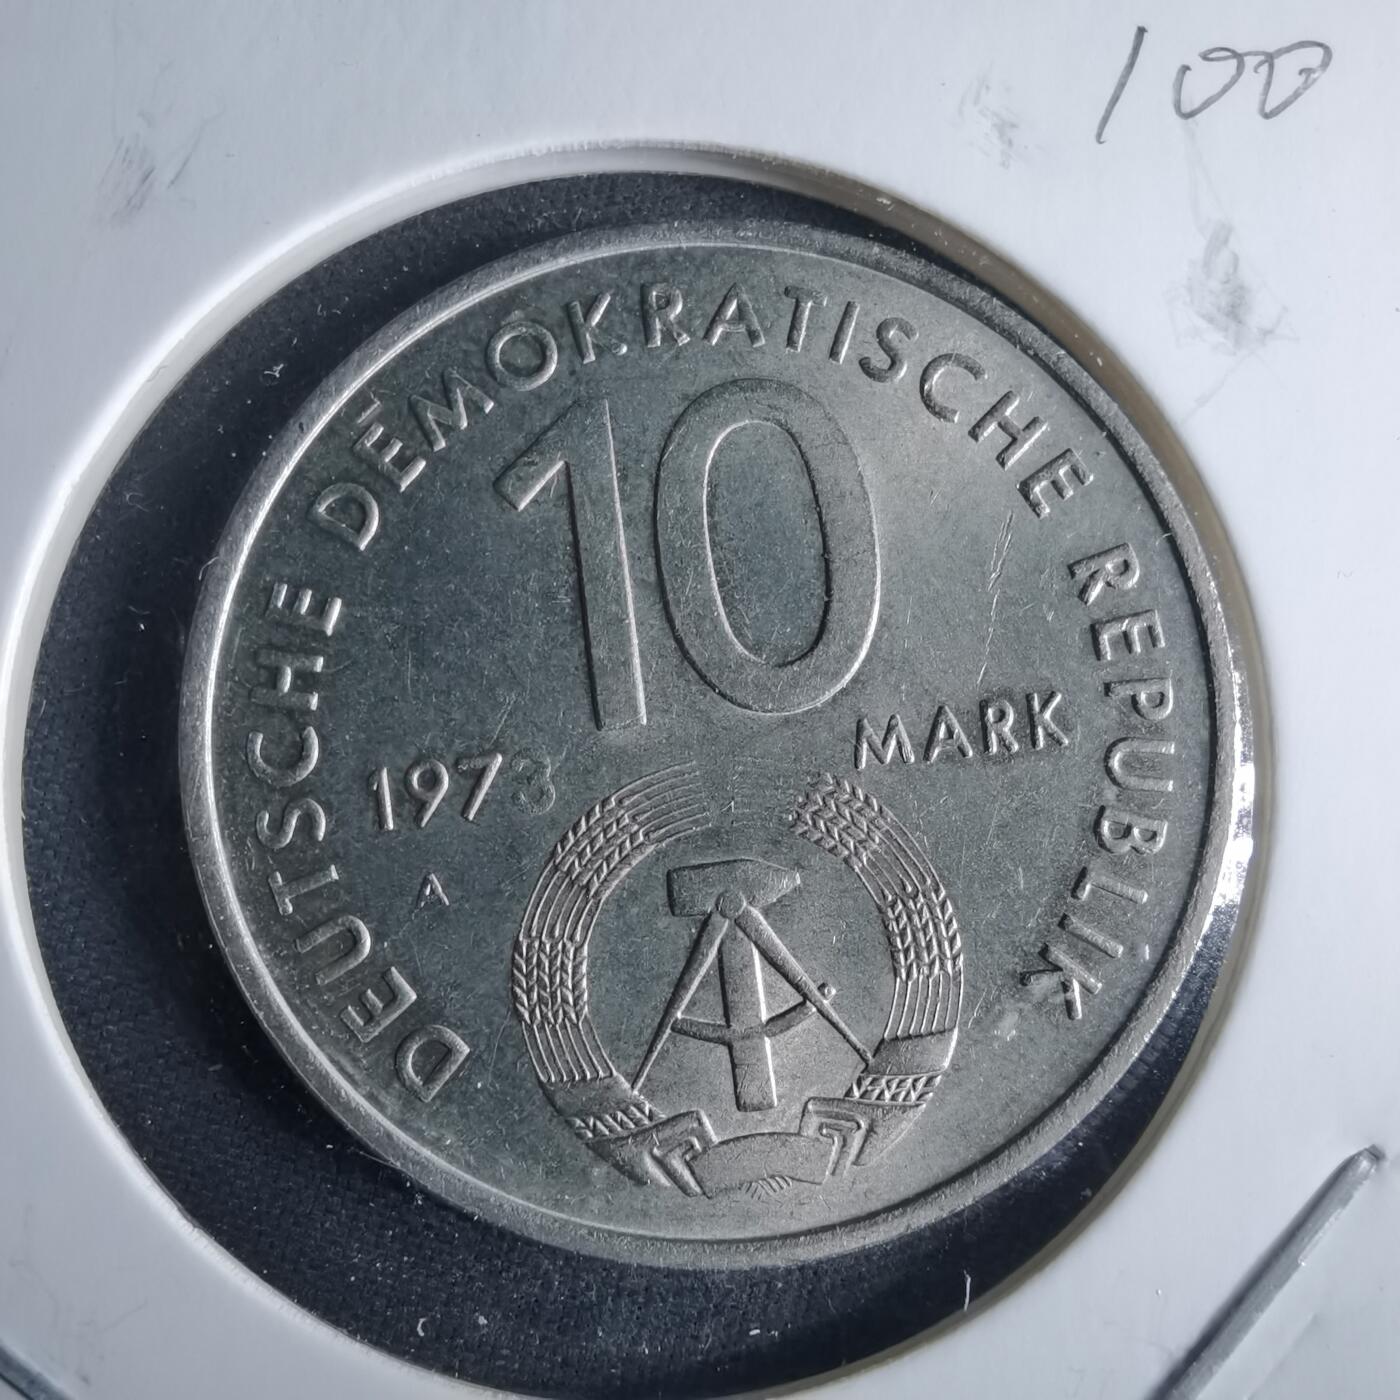 100
DEUTSCHE DEMOKRATISCHE REPUBLIK
10
MARK
1973
A